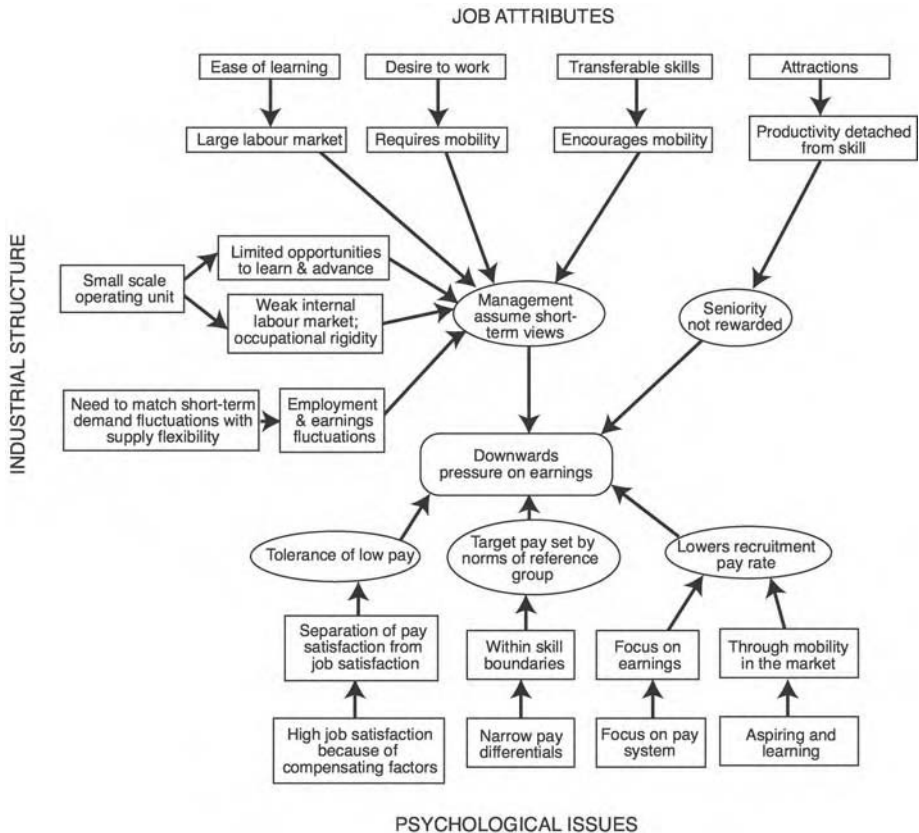 JOB ATTRIBUTES
Ease of learning
Desire to work
Transferable skills
Attractions
Large labour market
Requires mobility
Encourages mobility
Productivity detached
from skill
INDUSTRIAL STRUCTURE
Small scale
operating unit
Limited opportunities
to learn & advance
Weak internal
labour market;
occupational rigidity
Management
assume short-
term views
Seniority
not rewarded
Need to match short-term
demand fluctuations with
supply flexibility
Employment
& earnings
fluctuations
Downwards
pressure on earnings
Tolerance of low pay
Target pay set by
norms of reference
group
Lowers recruitment
pay rate
Separation of pay
satisfaction from
job satisfaction
Within skill
boundaries
Focus on
earnings
Through mobility
in the market
High job satisfaction
because of
compensating factors
Narrow pay
differentials
Focus on pay
system
Aspiring and
learning
PSYCHOLOGICAL ISSUES